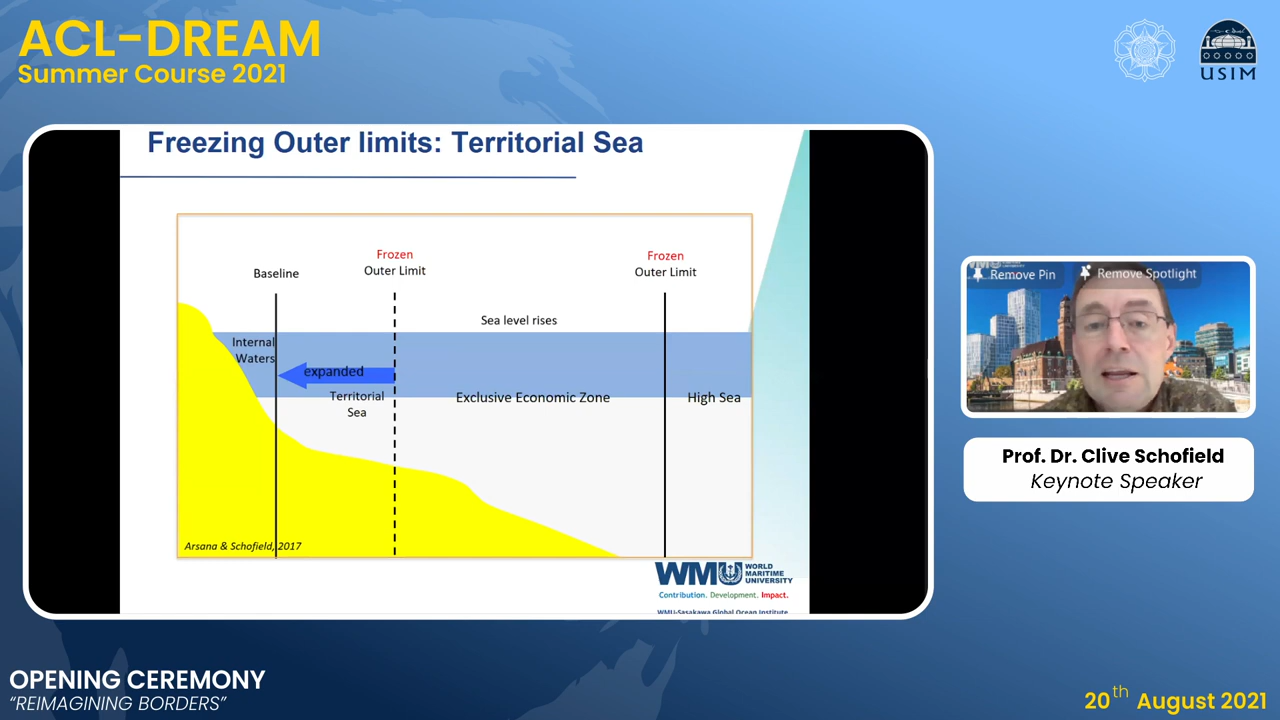 ACL-DREAM
Summer Course 2021
USIM
Freezing Outer limits: Territorial Sea
Frozen
Outer Limit
Frozen
Outer Limit
Baseline
Sea level rises
Internal
Waters
expanded
Territorial
Sea
Exclusive Economic Zone
High Sea
Arsana & Schofield, 2017
WMU WORLD
MARITIME
UNIVERSITY
Contribution. Development. Impact.
WMU-Sasakawa Global Ocean Institute
Remove Pin
Remove Spotlight
Prof. Dr. Clive Schofield
Keynote Speaker
OPENING CEREMONY
“REIMAGINING BORDERS”
20th August 2021